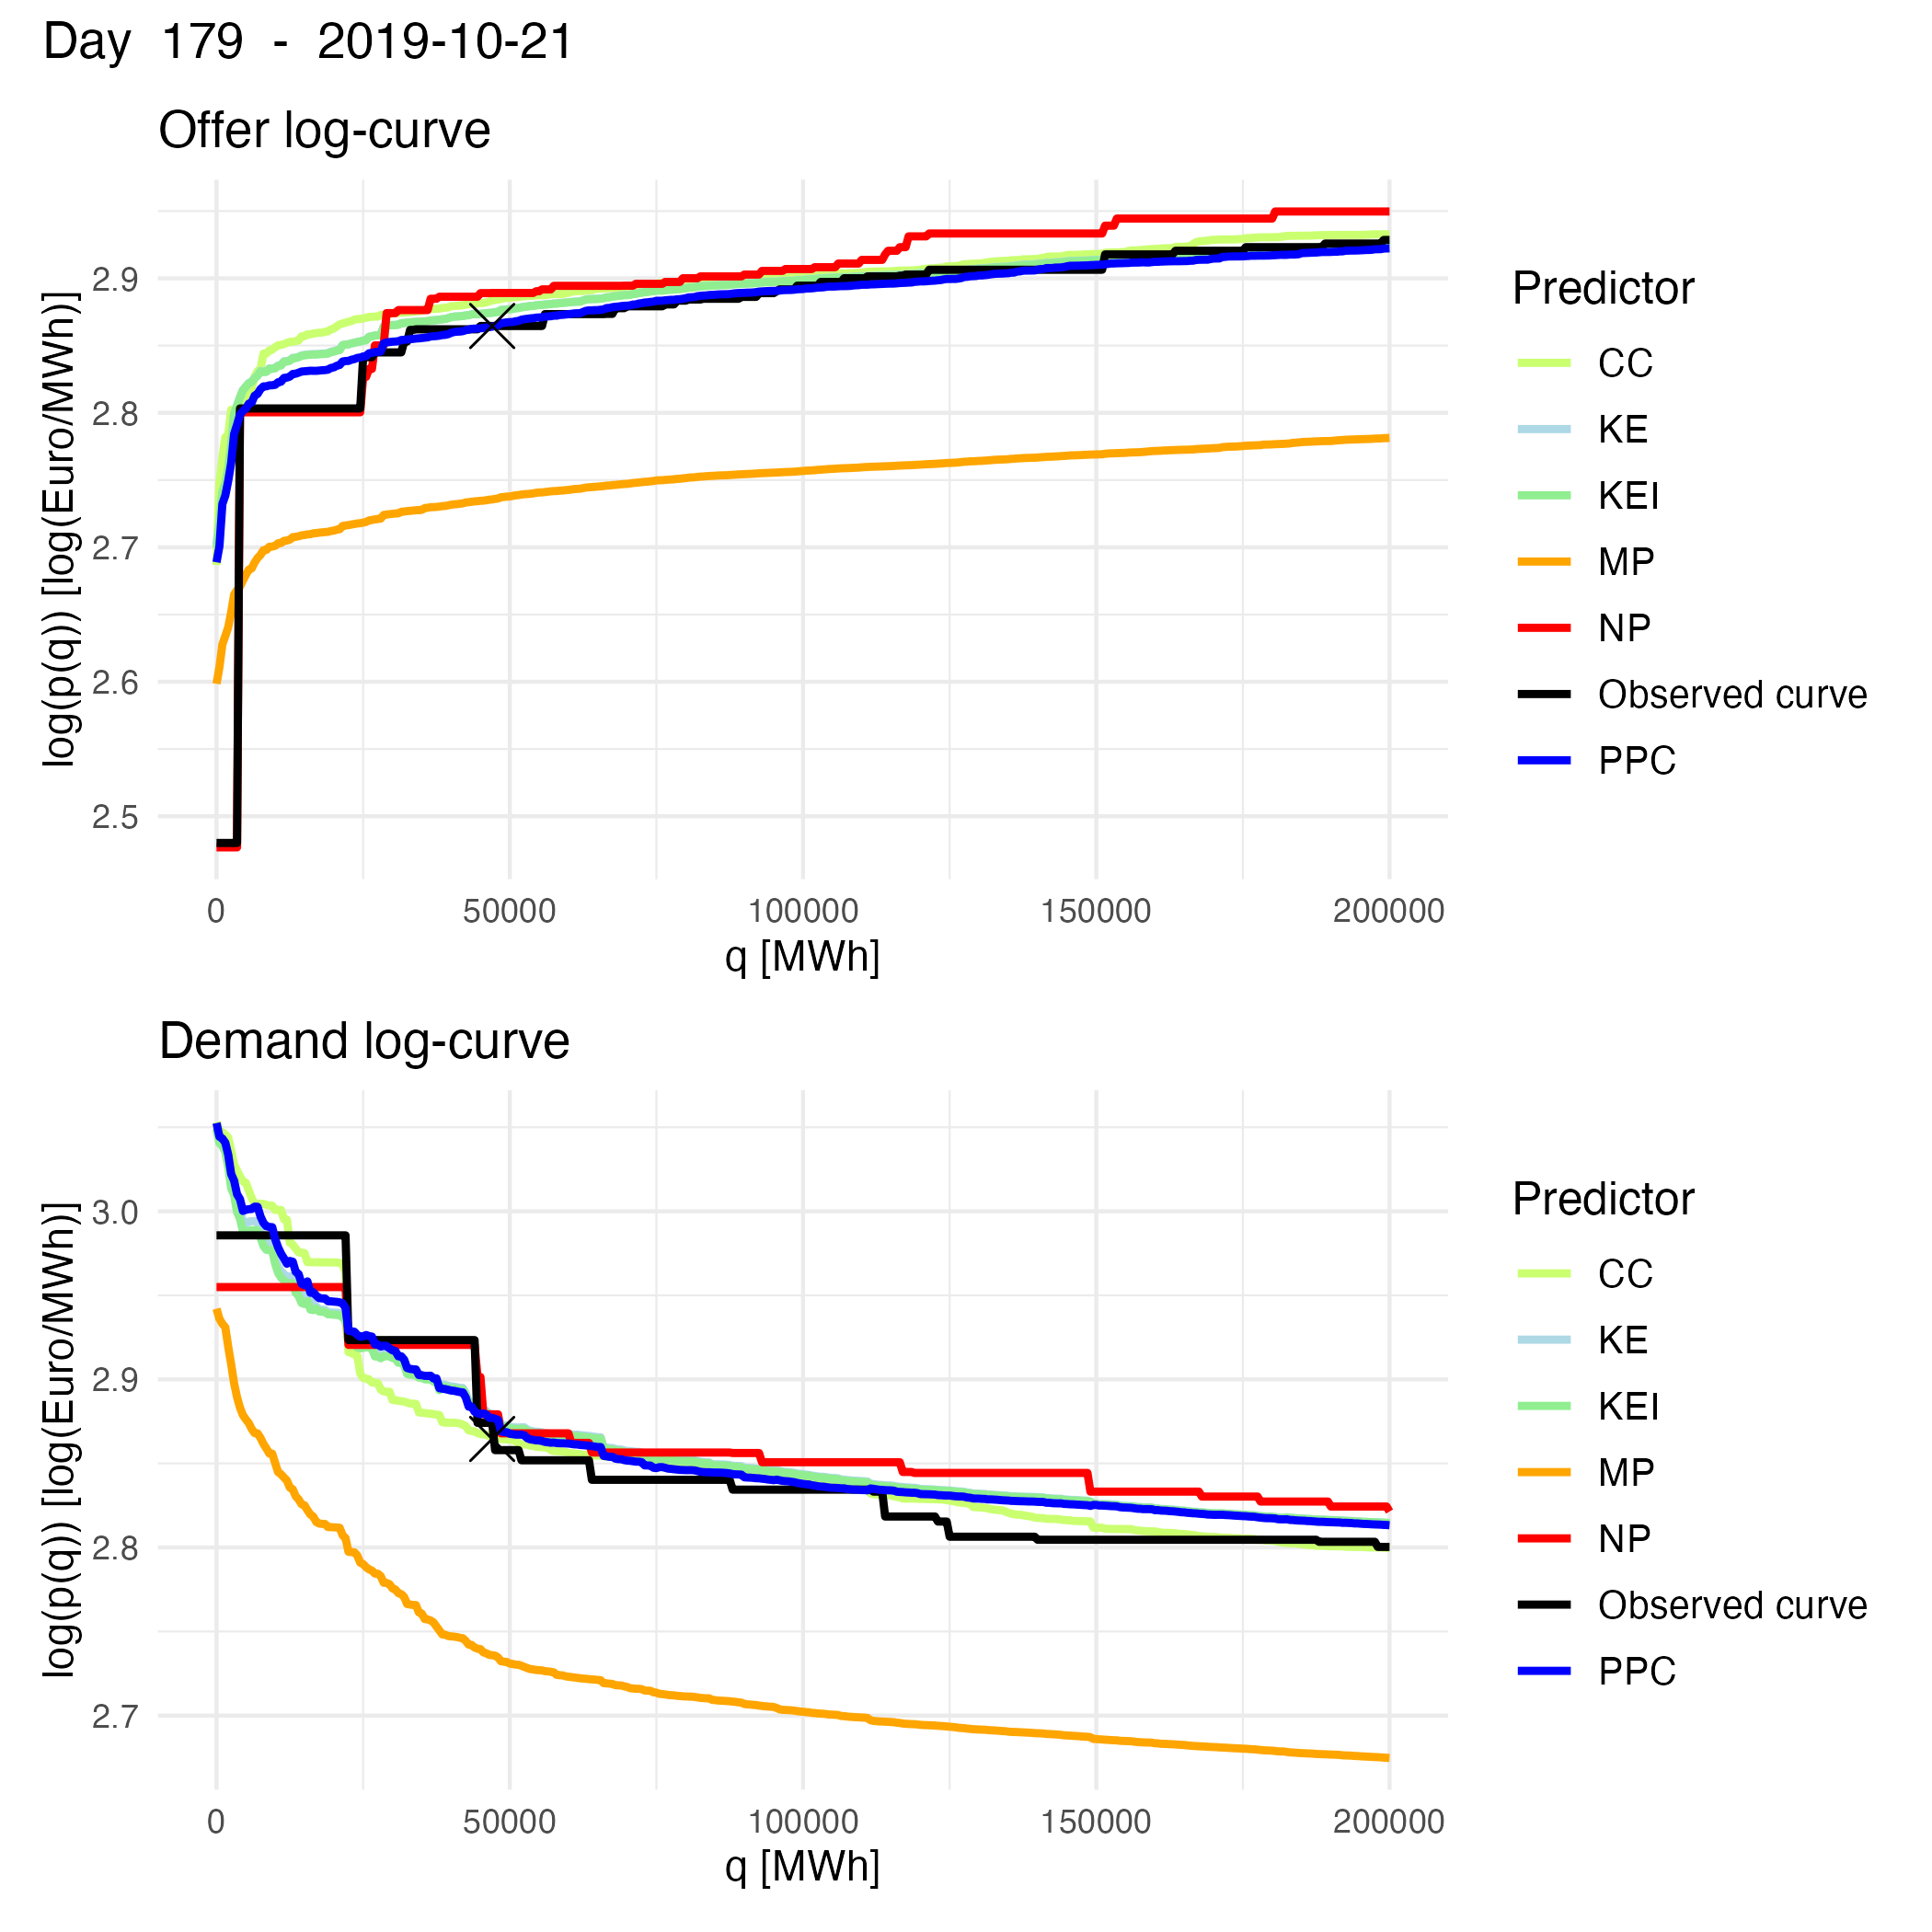 Day 179 - 2019-10-21
Offer log-curve
log(p(q)) [log(Euro/MWh)]
2.9
2.8
2.7
2.6
2.5
0
50000
100000
150000
200000
q [MWh]
Predictor
CC
KE
KEI
MP
NP
Observed curve
PPC
Demand log-curve
log(p(q)) [log(Euro/MWh)]
3.0
2.9
2.8
2.7
0
50000
100000
150000
200000
q [MWh]
Predictor
CC
KE
KEI
MP
NP
Observed curve
PPC